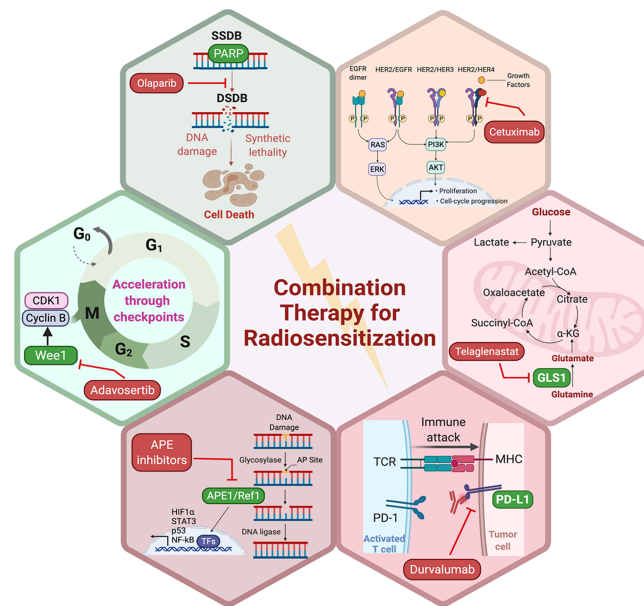 SSDB
PARP
Olaparib
DSDB
DNA
damage
Synthetic
lethality
Cell Death
EGFR
dimer
HER2/EGFR
HER2/HER3
HER2/HER4
Growth
Factors
Cetuximab
P P P P P P P P
RAS
PI3K
ERK
AKT
• Proliferation
• Cell-cycle progression
G0
G1
Acceleration
through
checkpoints
CDK1
Cyclin B
M
S
G2
Wee1
Adavosertib
Combination
Therapy for
Radiosensitization
Glucose
Lactate
Pyruvate
Acetyl-CoA
Oxaloacetate
Citrate
Succinyl-CoA
α-KG
Telaglenastat
Glutamate
GLS1
Glutamine
APE
inhibitors
DNA
Damage
Glycosylase
AP Site
APE1/Ref1
HIF1α
STAT3
p53
NF-kB
TFs
DNA ligase
Immune
attack
TCR
MHC
PD-L1
PD-1
Activated
T cell
Tumor
cell
Durvalumab